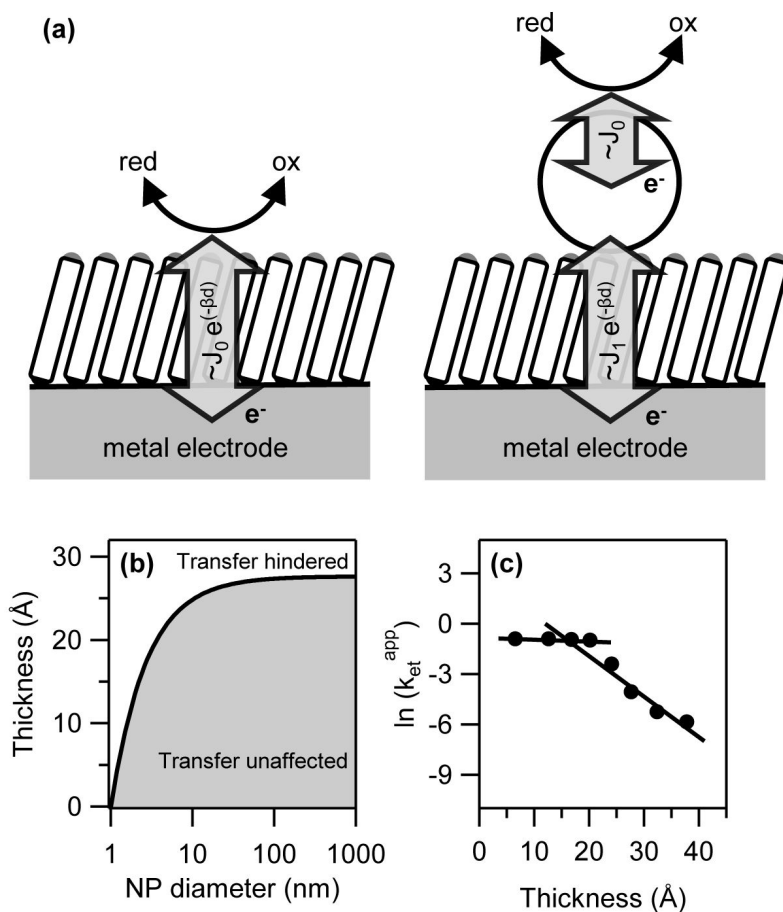 (a)
red ox
~J₀
e⁻
red ox
~J₀ e^(-βd)
e⁻
metal electrode
~J₁ e^(-βd)
e⁻
metal electrode
(b)
Transfer hindered
Transfer unaffected
30
20
10
0
Thickness (Å)
1 10 100 1000
NP diameter (nm)
(c)
3
0
-3
-6
-9
ln (k_et^app)
0 10 20 30 40
Thickness (Å)